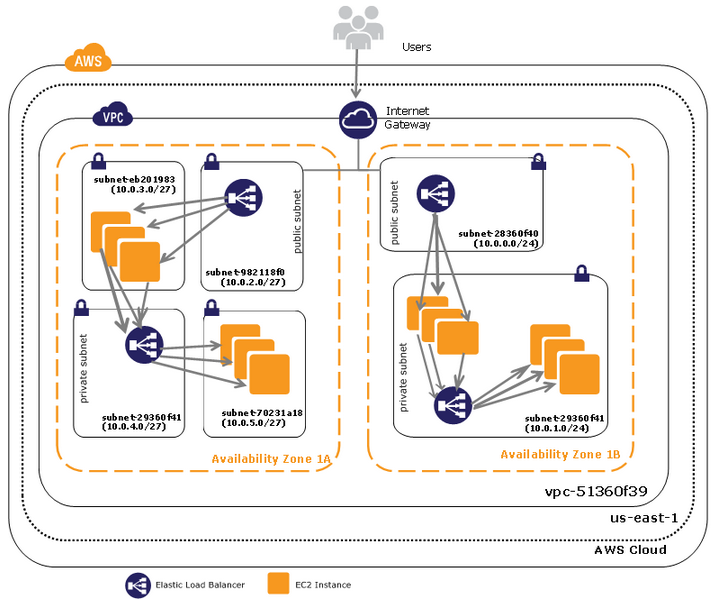 Users
AWS
Internet
Gateway
VPC
subnet-eb201983
(10.0.3.0/27)
public subnet
subnet-982118f0
(10.0.2.0/27)
public subnet
subnet-28360f40
(10.0.0.0/24)
private subnet
subnet-29360f41
(10.0.4.0/27)
subnet-70231a18
(10.0.5.0/27)
private subnet
subnet-29360f41
(10.0.1.0/24)
Availability Zone 1A
Availability Zone 1B
vpc-51360f39
us-east-1
AWS Cloud
Elastic Load Balancer
EC2 Instance